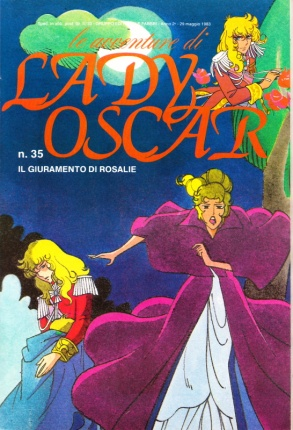 le avventure di
LADY
OSCAR
n. 35
IL GIURAMENTO DI ROSALIE